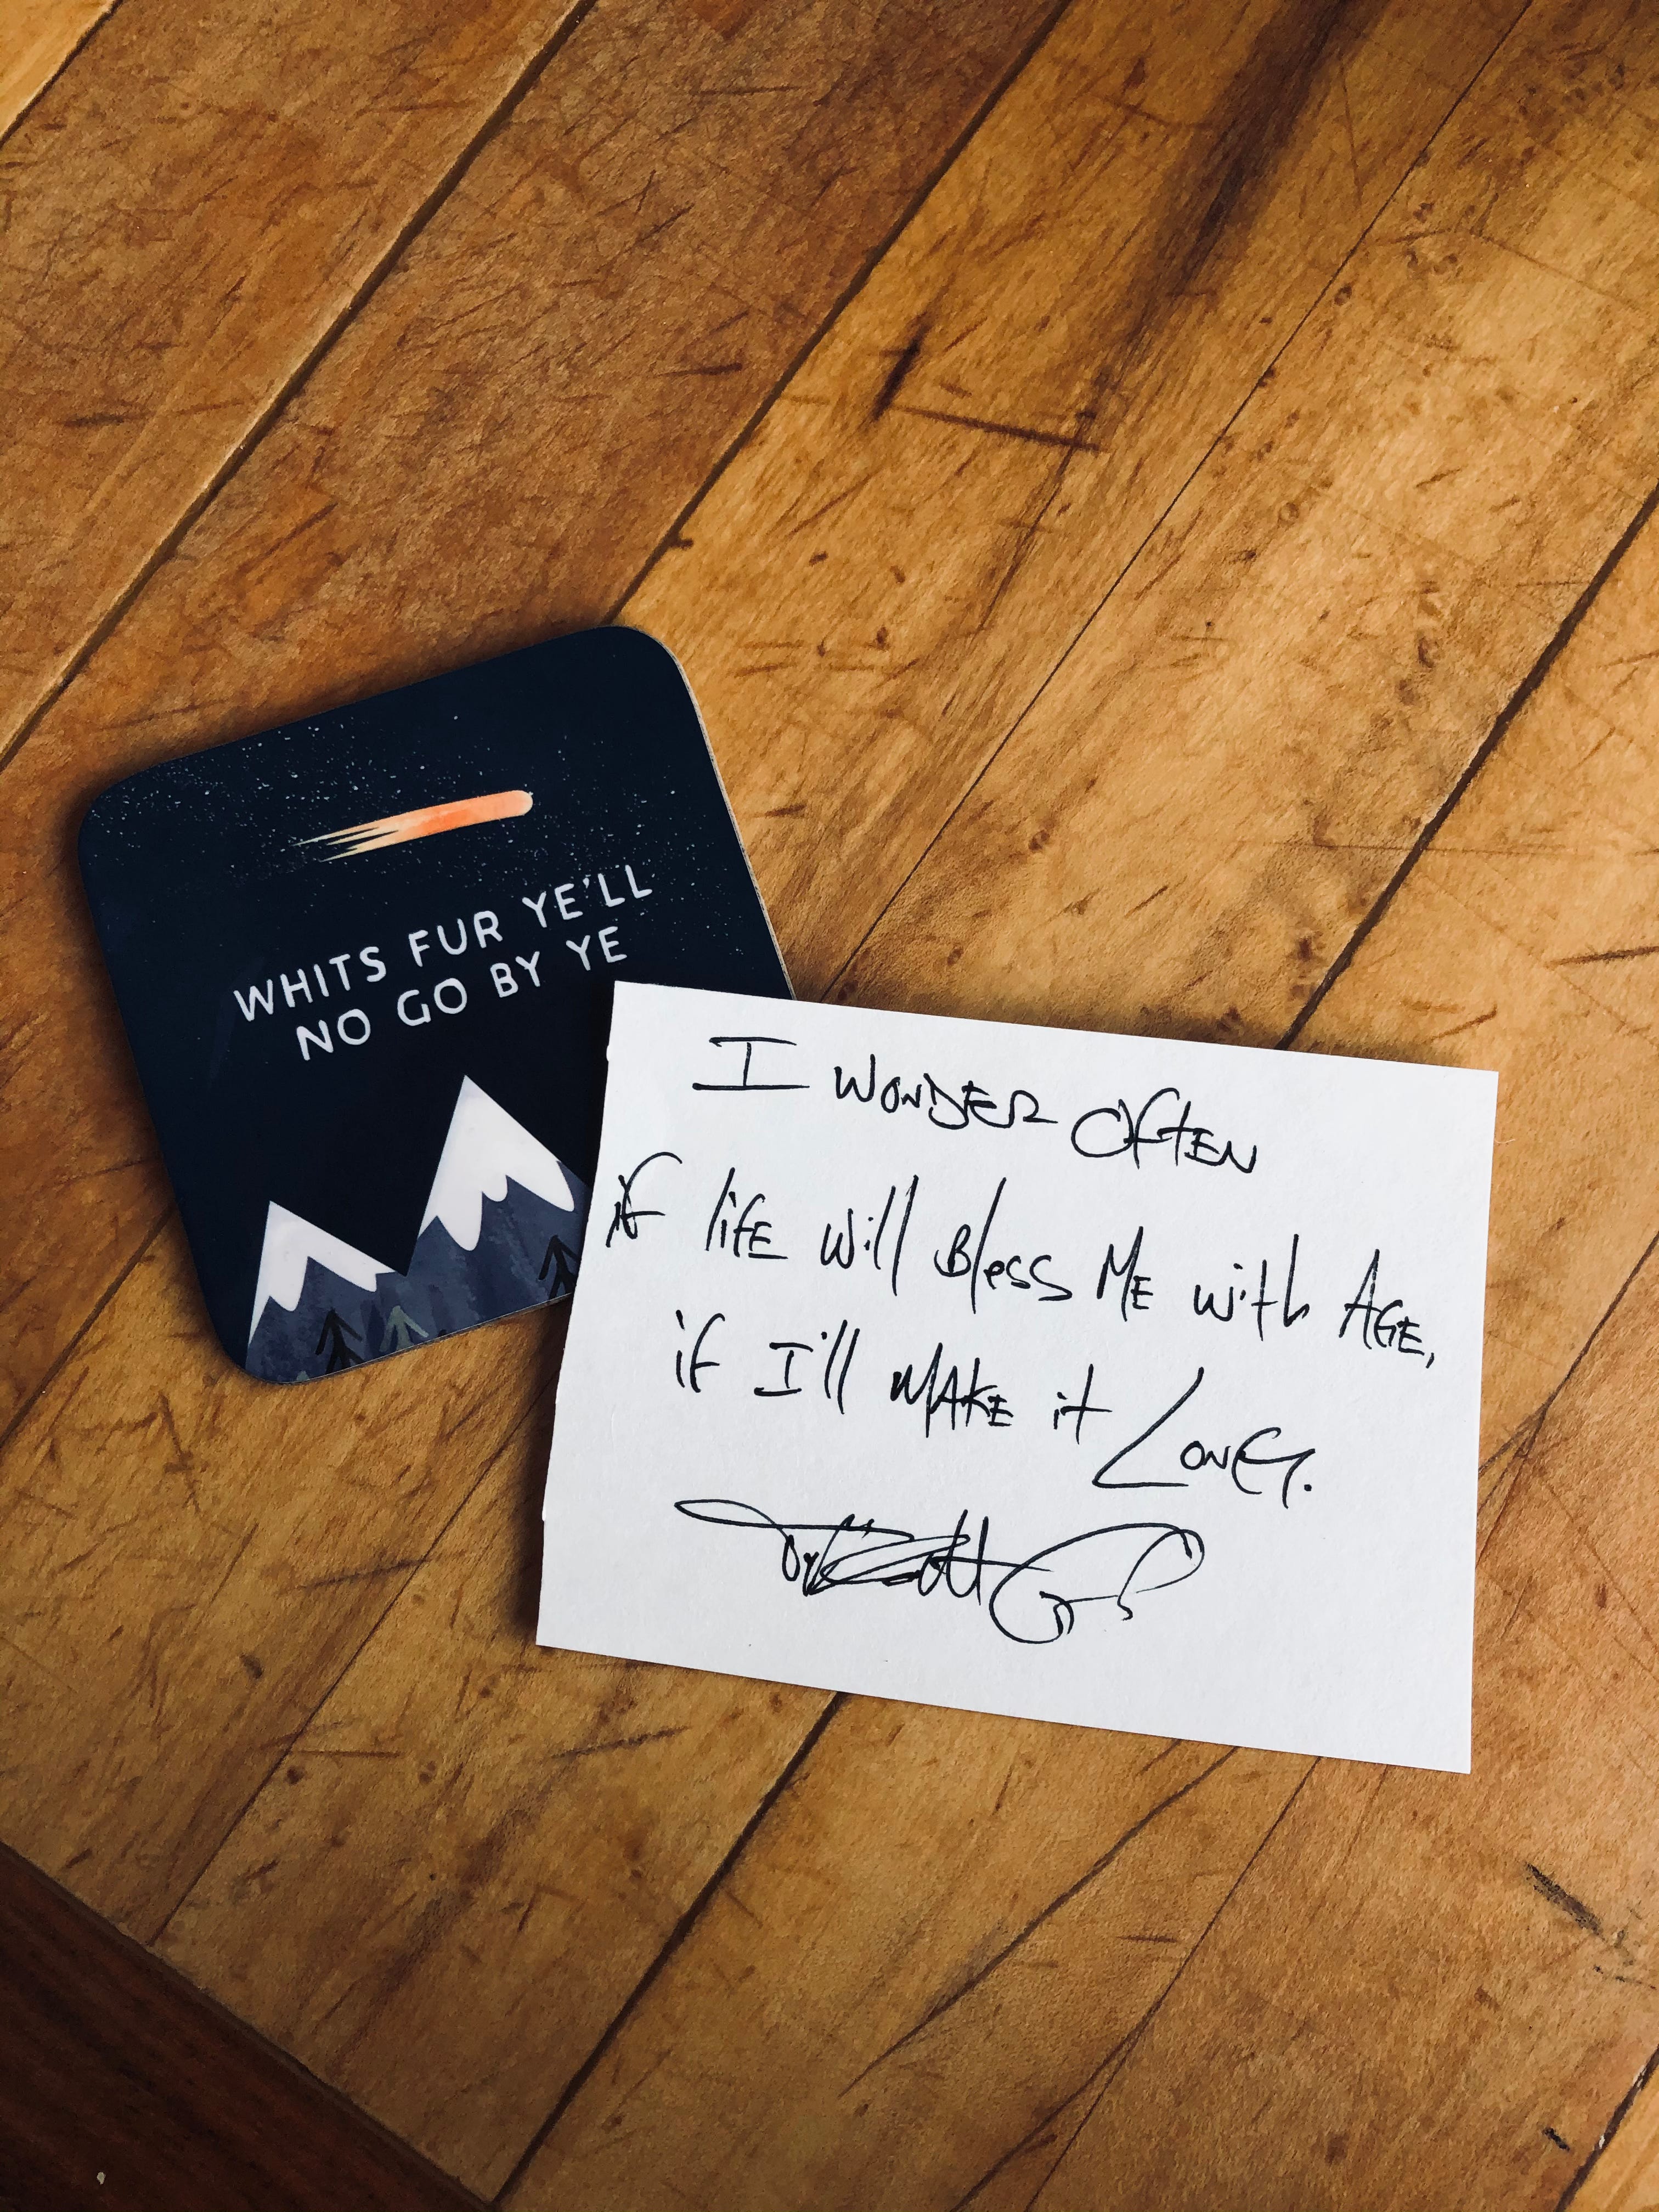 WHITS FUR YE'LL
NO GO BY YE
I WONDER OftEN
if lifE will Bless ME with AGE,
if I'll MAKE it LONG.